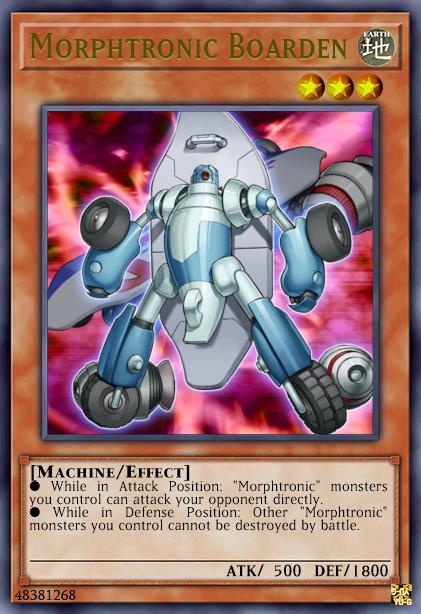 MORPHTRONIC BOARDEN
EARTH
地
[MACHINE/EFFECT]
● While in Attack Position: "Morphtronic" monsters
you control can attack your opponent directly.
● While in Defense Position: Other "Morphtronic"
monsters you control cannot be destroyed by battle.
ATK/ 500 DEF/1800
48381268